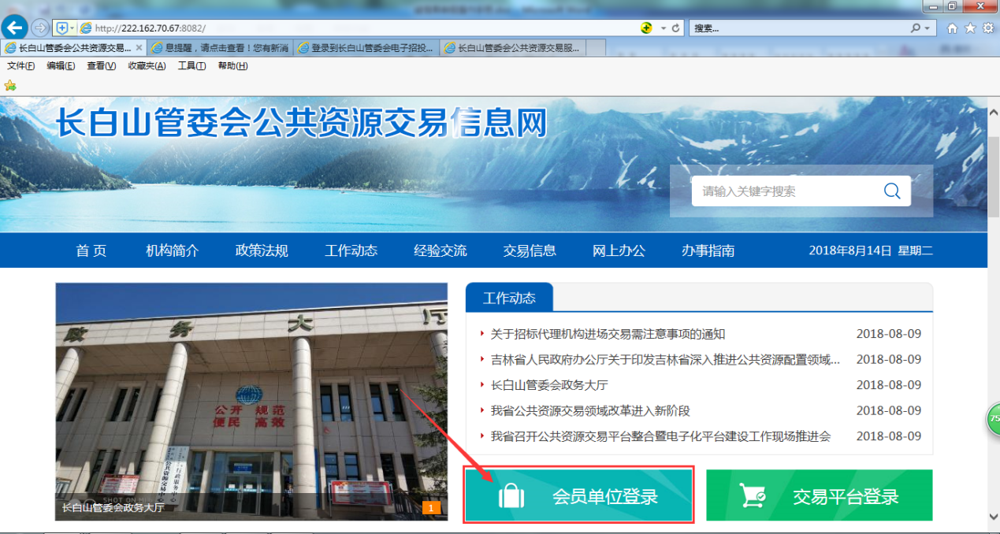 http://222.162.70.67:8082/
搜索...
长白山管委会公共资源交易...
息提醒，请点击查看！您有新消
登录到长白山管委会电子招投...
长白山管委会公共资源交易服...
文件(F) 编辑(E) 查看(V) 收藏夹(A) 工具(T) 帮助(H)
长白山管委会公共资源交易信息网
请输入关键字搜索
首 页 机构简介 政策法规 工作动态 经验交流 交易信息 网上办公 办事指南 2018年8月14日 星期二
政务大厅
公开 规范
便民 高效
SHOT ON MI
长白山管委会政务大厅
1
工作动态
关于招标代理机构进场交易需注意事项的通知 2018-08-09
吉林省人民政府办公厅关于印发吉林省深入推进公共资源配置领域... 2018-08-09
长白山管委会政务大厅 2018-08-09
我省公共资源交易领域改革进入新阶段 2018-08-09
我省召开公共资源交易平台整合暨电子化平台建设工作现场推进会 2018-08-09
会员单位登录
交易平台登录
75